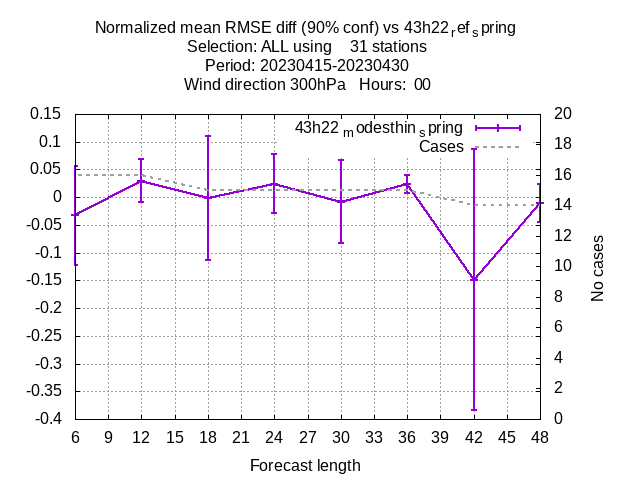 Normalized mean RMSE diff (90% conf) vs 43h22refspring
Selection: ALL using 31 stations
Period: 20230415-20230430
Wind direction 300hPa Hours: 00
43h22modesthinspring
Cases
0.15
0.1
0.05
0
-0.05
-0.1
-0.15
-0.2
-0.25
-0.3
-0.35
-0.4
20
18
16
14
12
10
8
6
4
2
0
No cases
6 9 12 15 18 21 24 27 30 33 36 39 42 45 48
Forecast length